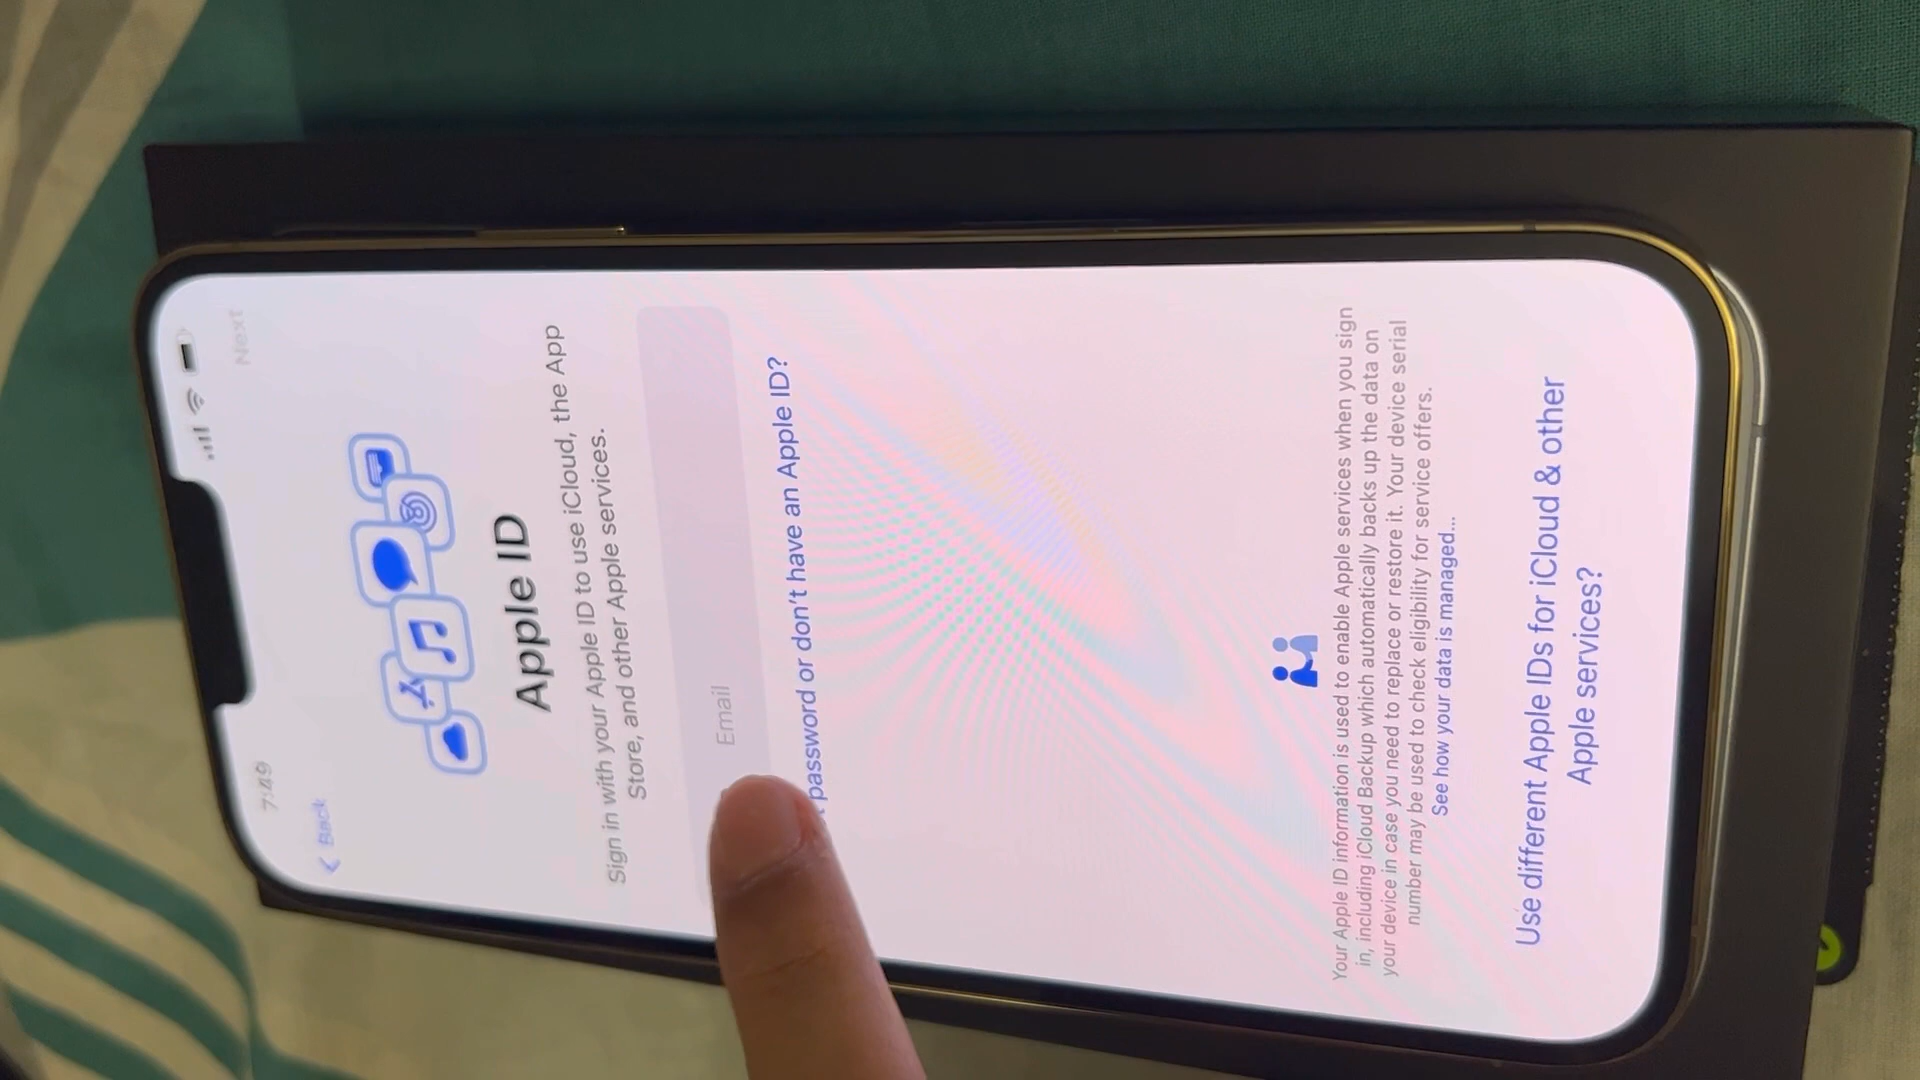 7:49
Back
Next
Apple ID
Sign in with your Apple ID to use iCloud, the App
Store, and other Apple services.
Email
password or don't have an Apple ID?
Your Apple ID information is used to enable Apple services when you sign
in, including iCloud Backup which automatically backs up the data on
your device in case you need to replace or restore it. Your device serial
number may be used to check eligibility for service offers.
See how your data is managed...
Use different Apple IDs for iCloud & other
Apple services?